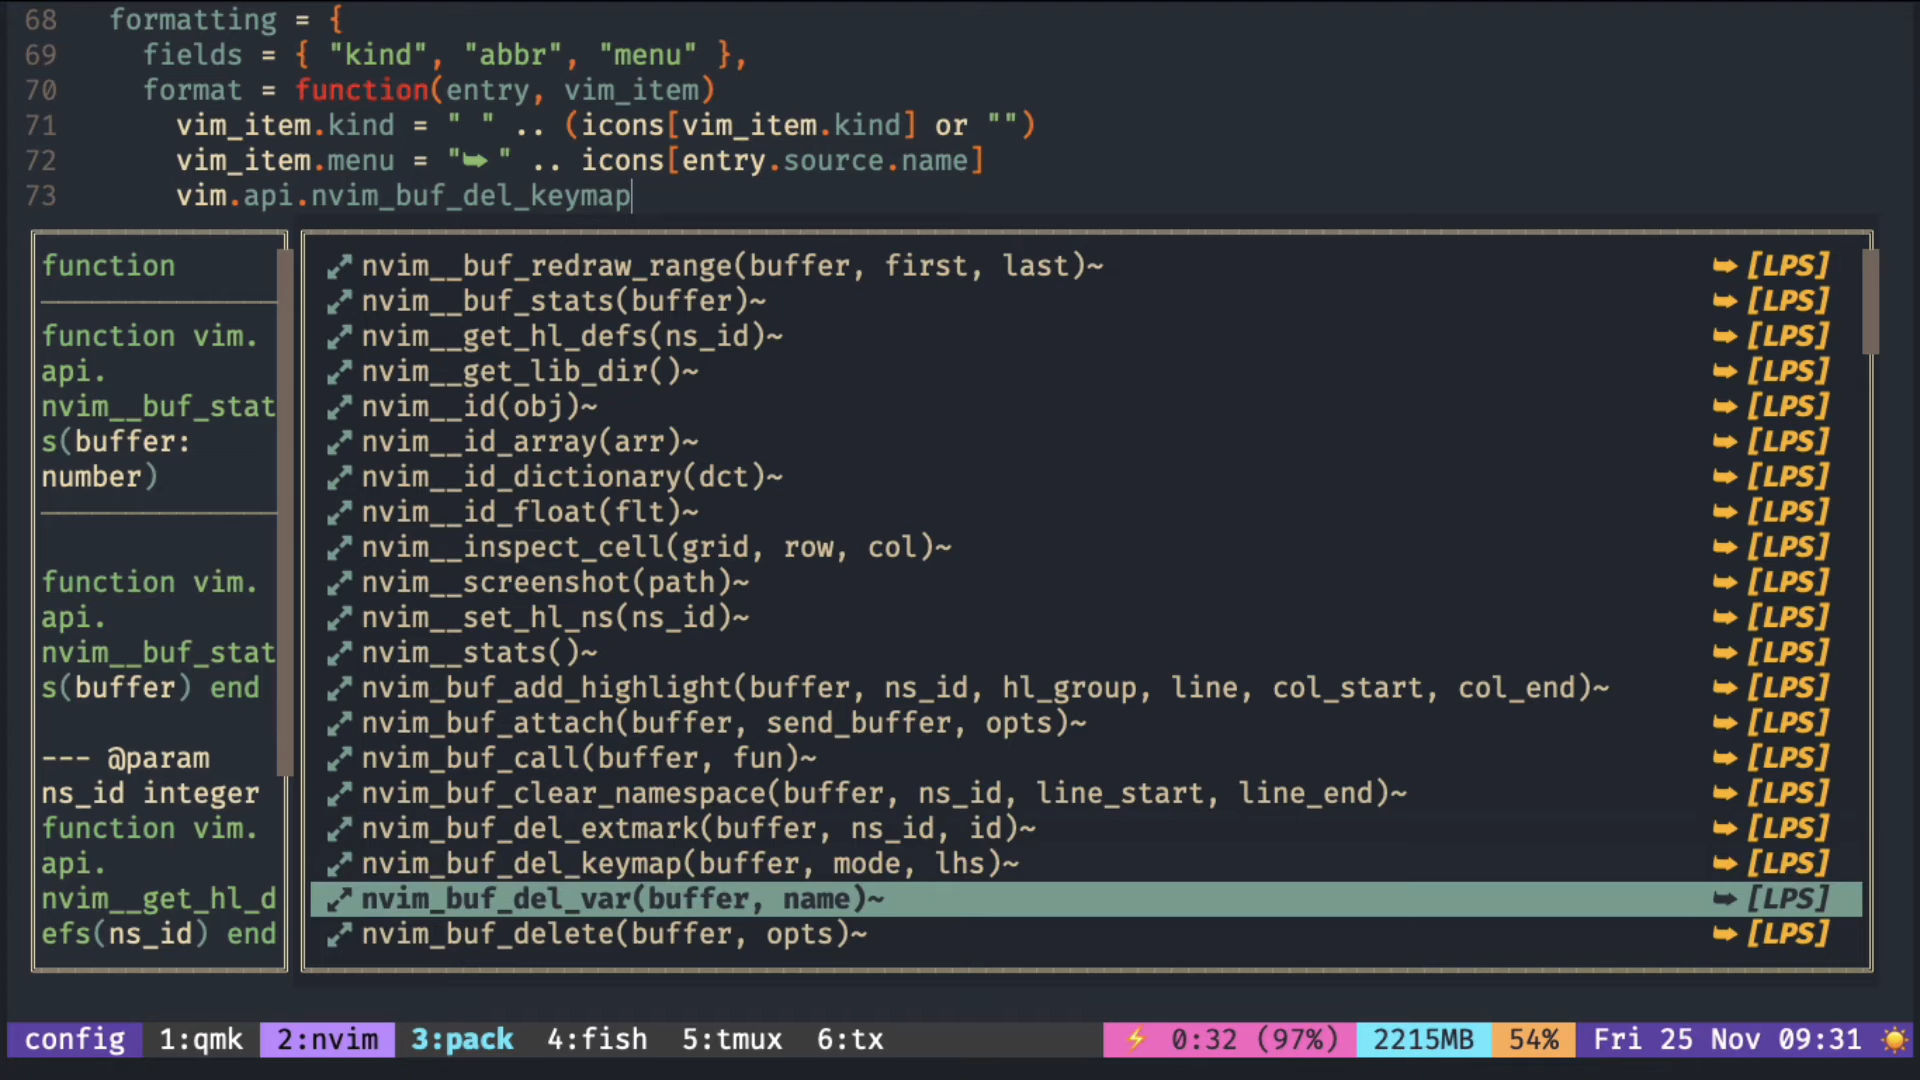 68 formatting = {
69 fields = { "kind", "abbr", "menu" },
70 format = function(entry, vim_item)
71 vim_item.kind = " " .. (icons[vim_item.kind] or "")
72 vim_item.menu = "➥ " .. icons[entry.source.name]
73 vim.api.nvim_buf_del_keymap
function
function vim.
api.
nvim__buf_stat
s(buffer:
number)
function vim.
api.
nvim__buf_stat
s(buffer) end
--- @param
ns_id integer
function vim.
api.
nvim__get_hl_d
efs(ns_id) end
nvim__buf_redraw_range(buffer, first, last)~ ➥ [LPS]
nvim__buf_stats(buffer)~ ➥ [LPS]
nvim__get_hl_defs(ns_id)~ ➥ [LPS]
nvim__get_lib_dir()~ ➥ [LPS]
nvim__id(obj)~ ➥ [LPS]
nvim__id_array(arr)~ ➥ [LPS]
nvim__id_dictionary(dct)~ ➥ [LPS]
nvim__id_float(flt)~ ➥ [LPS]
nvim__inspect_cell(grid, row, col)~ ➥ [LPS]
nvim__screenshot(path)~ ➥ [LPS]
nvim__set_hl_ns(ns_id)~ ➥ [LPS]
nvim__stats()~ ➥ [LPS]
nvim_buf_add_highlight(buffer, ns_id, hl_group, line, col_start, col_end)~ ➥ [LPS]
nvim_buf_attach(buffer, send_buffer, opts)~ ➥ [LPS]
nvim_buf_call(buffer, fun)~ ➥ [LPS]
nvim_buf_clear_namespace(buffer, ns_id, line_start, line_end)~ ➥ [LPS]
nvim_buf_del_extmark(buffer, ns_id, id)~ ➥ [LPS]
nvim_buf_del_keymap(buffer, mode, lhs)~ ➥ [LPS]
nvim_buf_del_var(buffer, name)~ ➥ [LPS]
nvim_buf_delete(buffer, opts)~ ➥ [LPS]
config 1:qmk 2:nvim 3:pack 4:fish 5:tmux 6:tx ⚡ 0:32 (97%) 2215MB 54% Fri 25 Nov 09:31 ☀